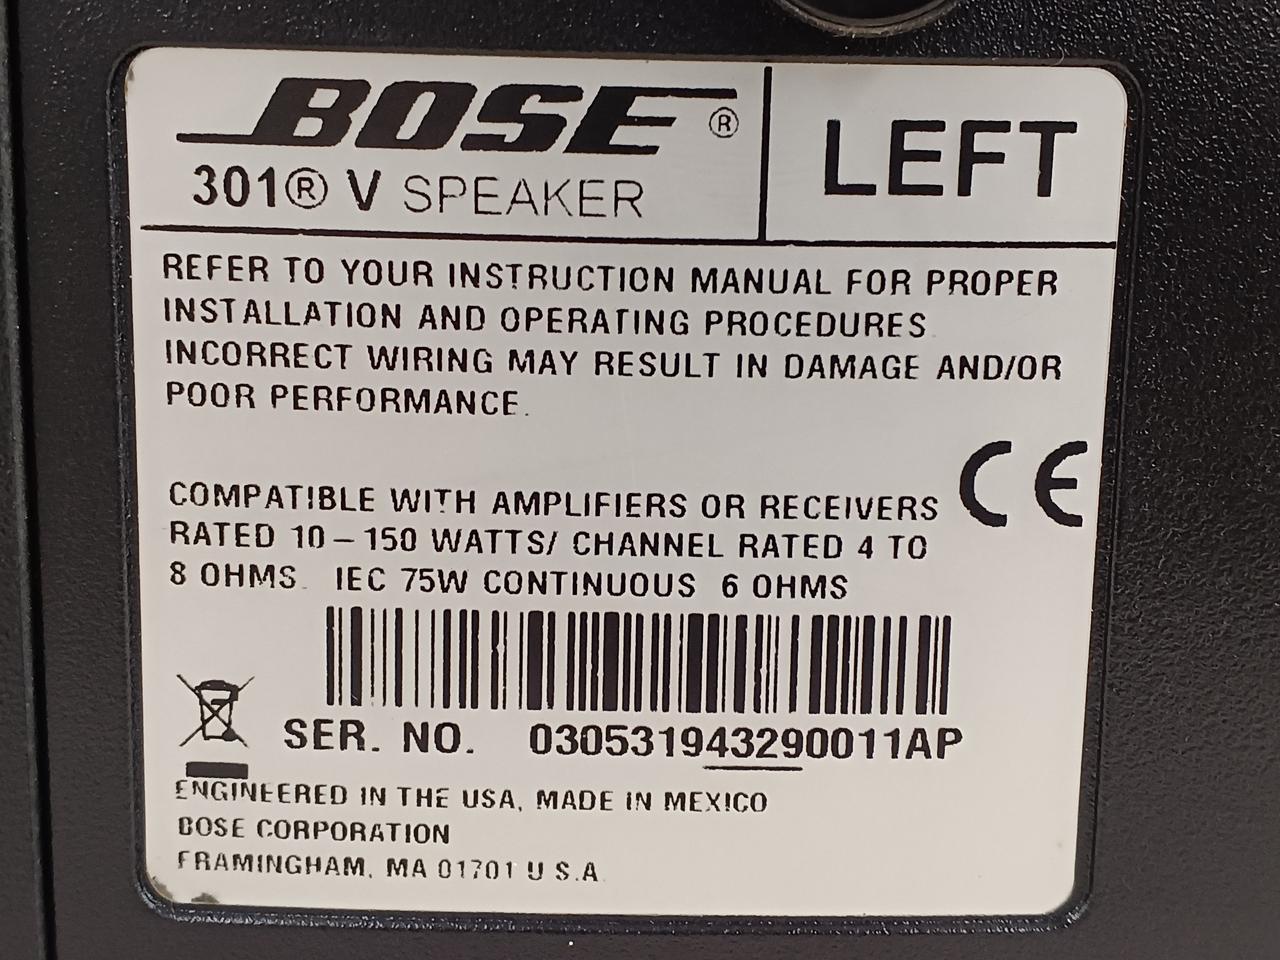 BOSE®
301® V SPEAKER
LEFT
REFER TO YOUR INSTRUCTION MANUAL FOR PROPER
INSTALLATION AND OPERATING PROCEDURES.
INCORRECT WIRING MAY RESULT IN DAMAGE AND/OR
POOR PERFORMANCE.
CE
COMPATIBLE WITH AMPLIFIERS OR RECEIVERS
RATED 10 – 150 WATTS/ CHANNEL RATED 4 TO
8 OHMS. IEC 75W CONTINUOUS 6 OHMS
SER. NO. 030531943290011AP
ENGINEERED IN THE USA, MADE IN MEXICO
BOSE CORPORATION
FRAMINGHAM, MA 01701 U S.A